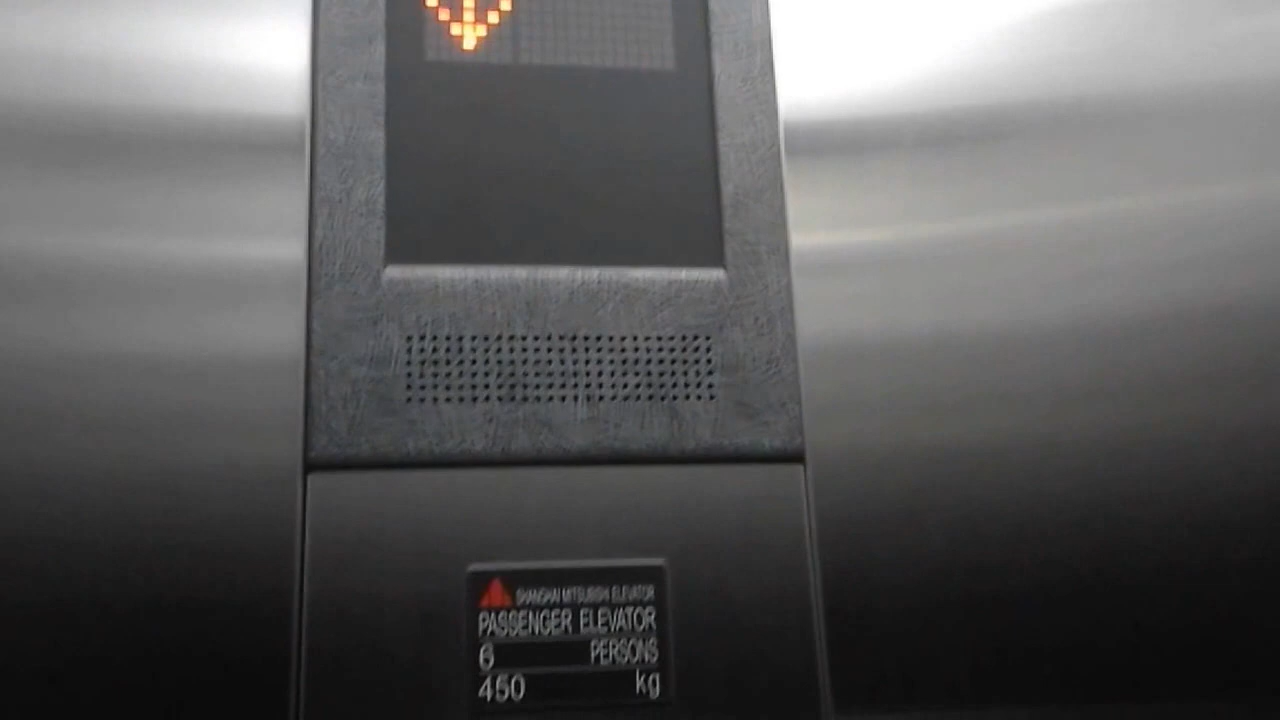 SHANGHAI MITSUBISHI ELEVATOR
PASSENGER ELEVATOR
6 PERSONS
450 kg